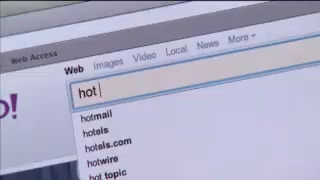 Web Access
Web Images Video Local News More
o!
hot
hotmail
hotels
hotels.com
hotwire
hot topic